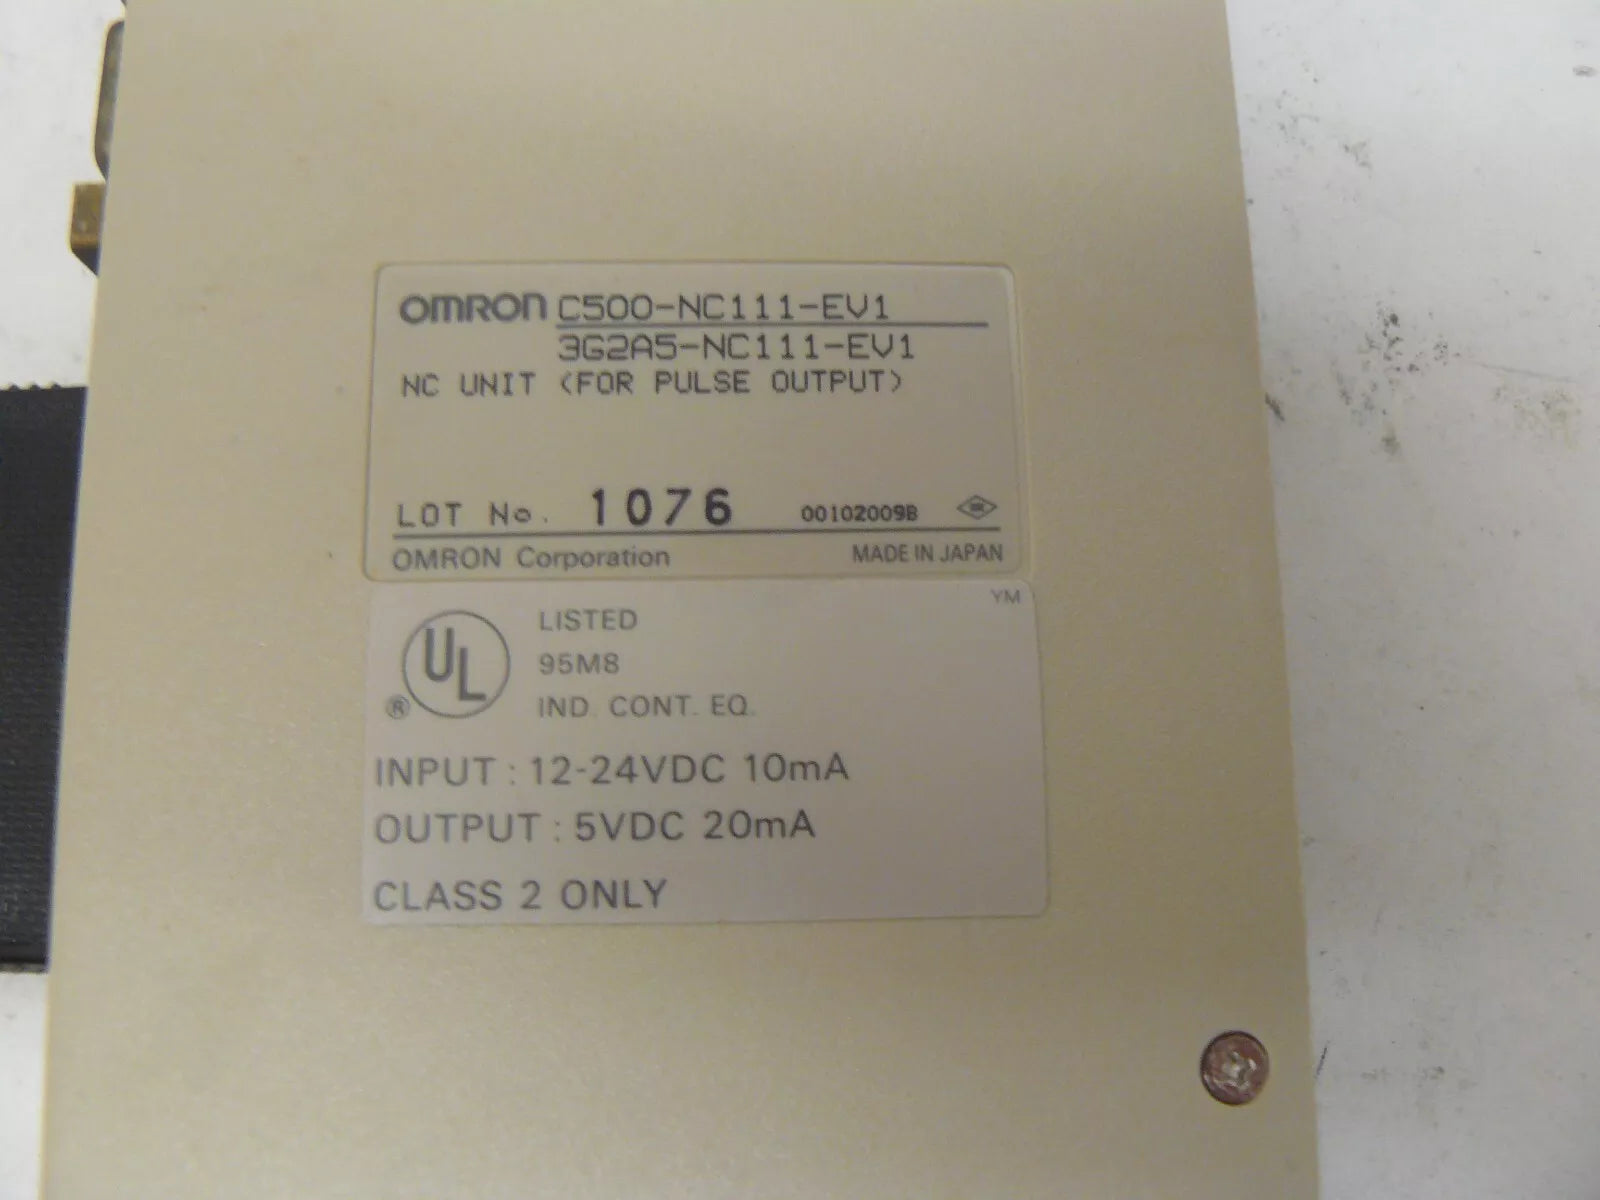 OMRON C500-NC111-EV1
3G2A5-NC111-EV1
NC UNIT (FOR PULSE OUTPUT)
LOT No. 1076 00102009B
OMRON Corporation MADE IN JAPAN
YM
UL ® LISTED
95M8
IND. CONT. EQ.
INPUT : 12-24VDC 10mA
OUTPUT : 5VDC 20mA
CLASS 2 ONLY